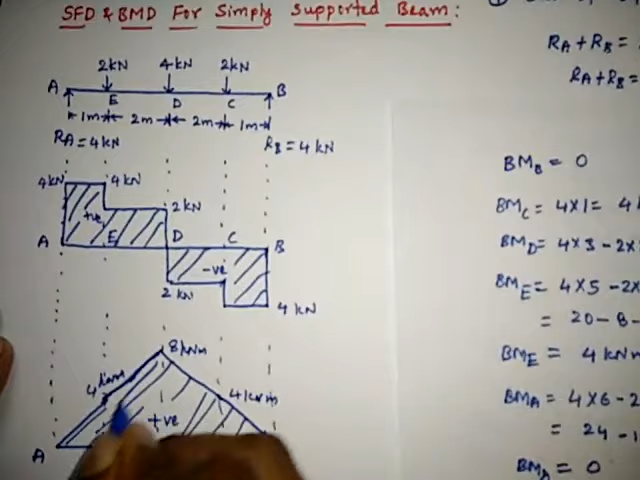 SFD & BMD For Simply Supported Beam :
2kN 4kN 2kN
A B
E D C
1m 2m 2m 1m
RA = 4kN RB = 4 kN
4kN 4kN
2kN
+ve
A E D C B
-ve
2 kN
4 kN
8kNm
4kNm 4kNm
+ve
A
RA + RB =
RA + RB =
BMB = 0
BMC = 4×1 = 4
BMD = 4×3 - 2×
BME = 4×5 - 2×
= 20 - 8 -
BME = 4 kNm
BMA = 4×6 - 2
= 24 - 1
BMA = 0